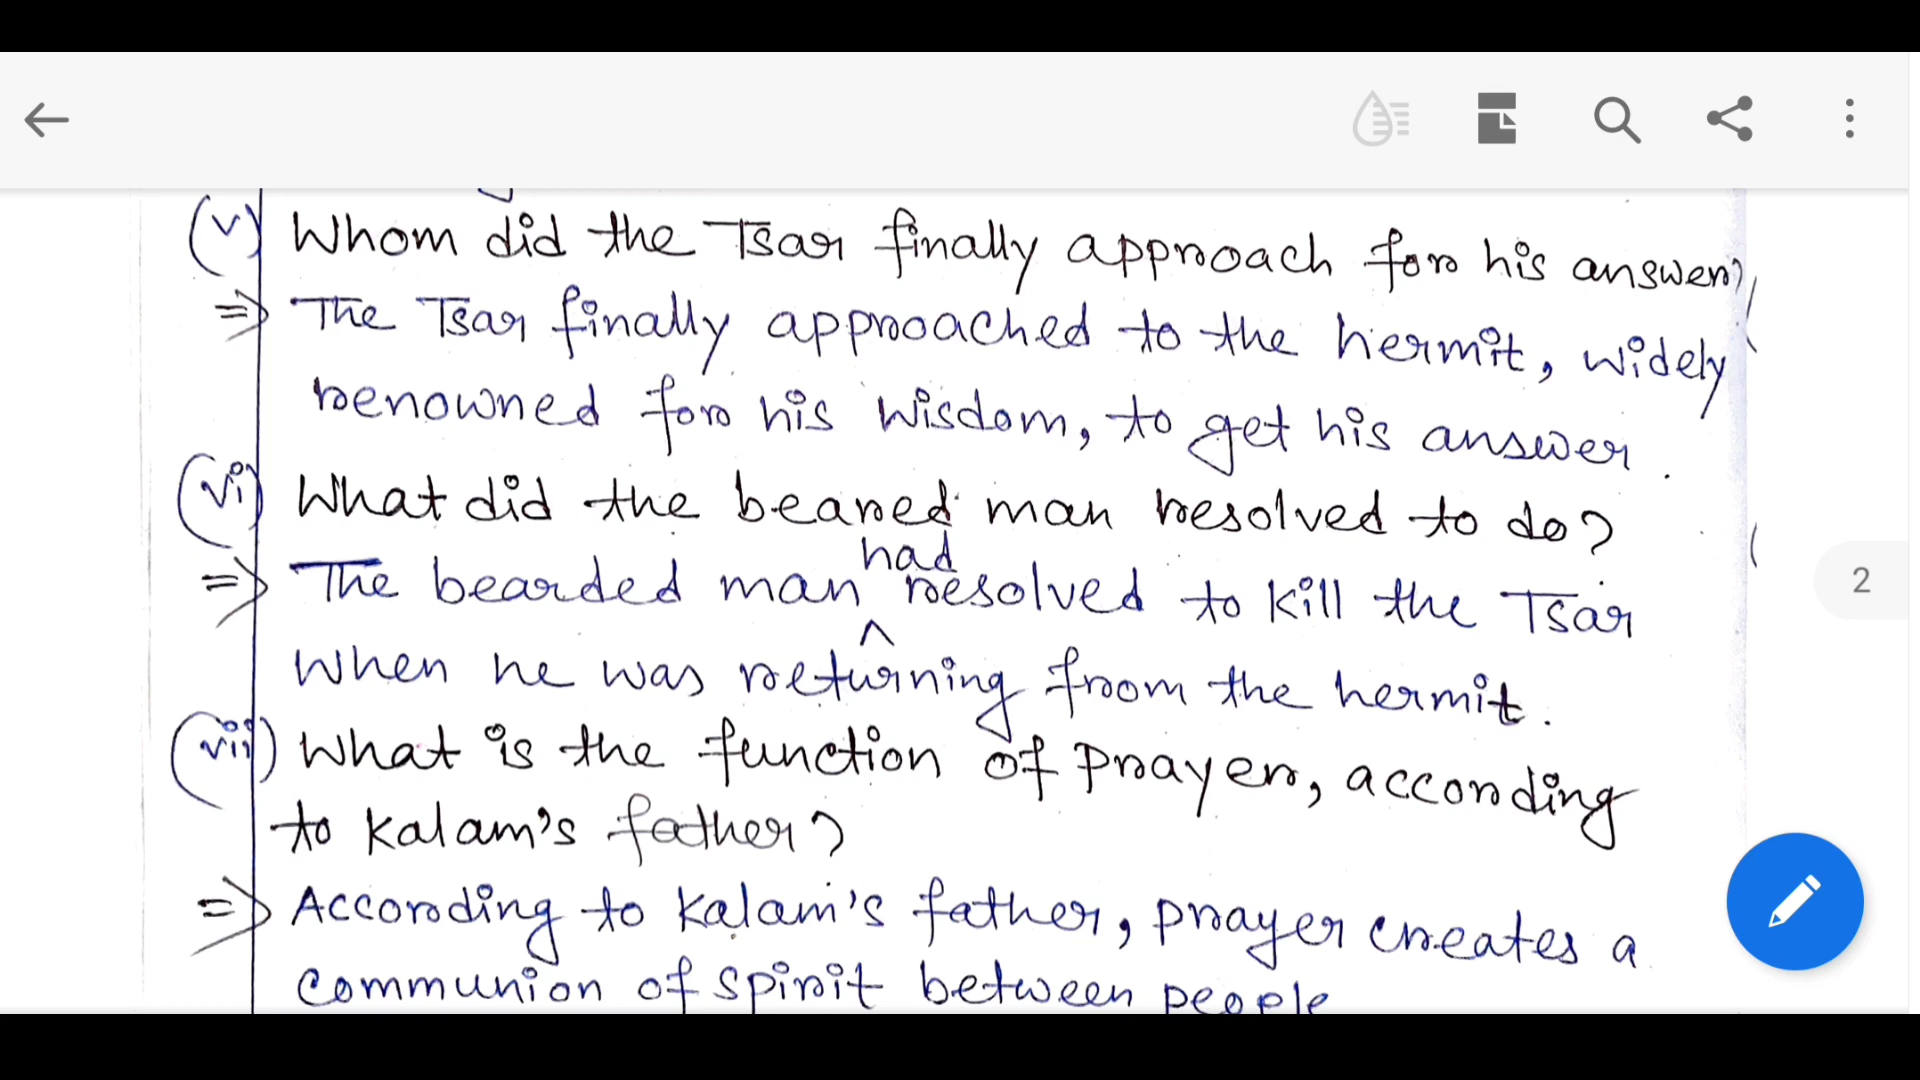 (v) Whom did the Tsar finally approach for his answer?
=> The Tsar finally approached to the hermit, widely
renowned for his wisdom, to get his answer.
(vi) What did the beared man resolved to do?
had
=> The bearded man ^ resolved to kill the Tsar
when he was returning from the hermit.
(vii) What is the function of prayer, according
to Kalam's father?
=> According to Kalam's father, prayer creates a
communion of spirit between people
2